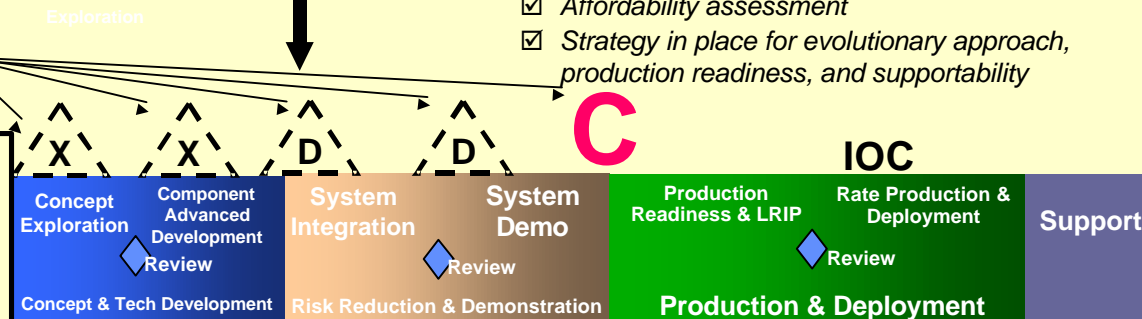 Exploration
☑ Affordability assessment
☑ Strategy in place for evolutionary approach,
production readiness, and supportability
C
X
X
D
D
IOC
Concept
Exploration
Component
Advanced
Development
Review
Concept & Tech Development
System
Integration
System
Demo
Review
Risk Reduction & Demonstration
Production
Readiness & LRIP
Rate Production &
Deployment
Review
Production & Deployment
Support